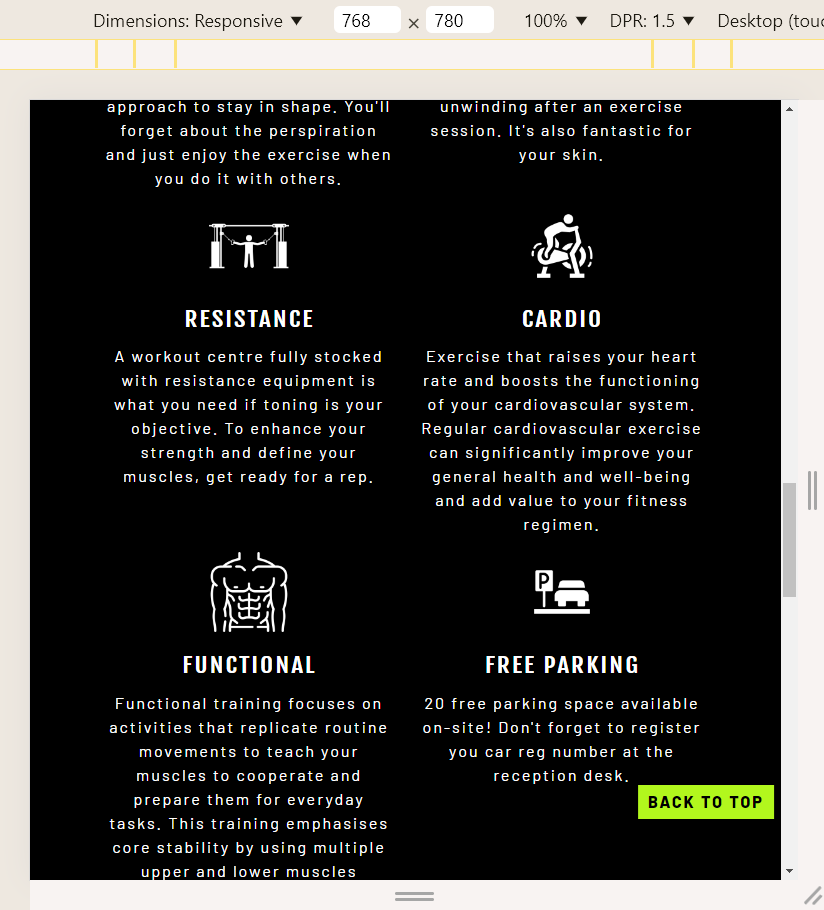 Dimensions: Responsive ▼ 768 × 780 100% ▼ DPR: 1.5 ▼ Desktop (touc
approach to stay in shape. You'll
forget about the perspiration
and just enjoy the exercise when
you do it with others.
unwinding after an exercise
session. It's also fantastic for
your skin.
RESISTANCE
A workout centre fully stocked
with resistance equipment is
what you need if toning is your
objective. To enhance your
strength and define your
muscles, get ready for a rep.
CARDIO
Exercise that raises your heart
rate and boosts the functioning
of your cardiovascular system.
Regular cardiovascular exercise
can significantly improve your
general health and well-being
and add value to your fitness
regimen.
P
FUNCTIONAL
Functional training focuses on
activities that replicate routine
movements to teach your
muscles to cooperate and
prepare them for everyday
tasks. This training emphasises
core stability by using multiple
upper and lower muscles
FREE PARKING
20 free parking space available
on-site! Don't forget to register
you car reg number at the
reception desk.
BACK TO TOP